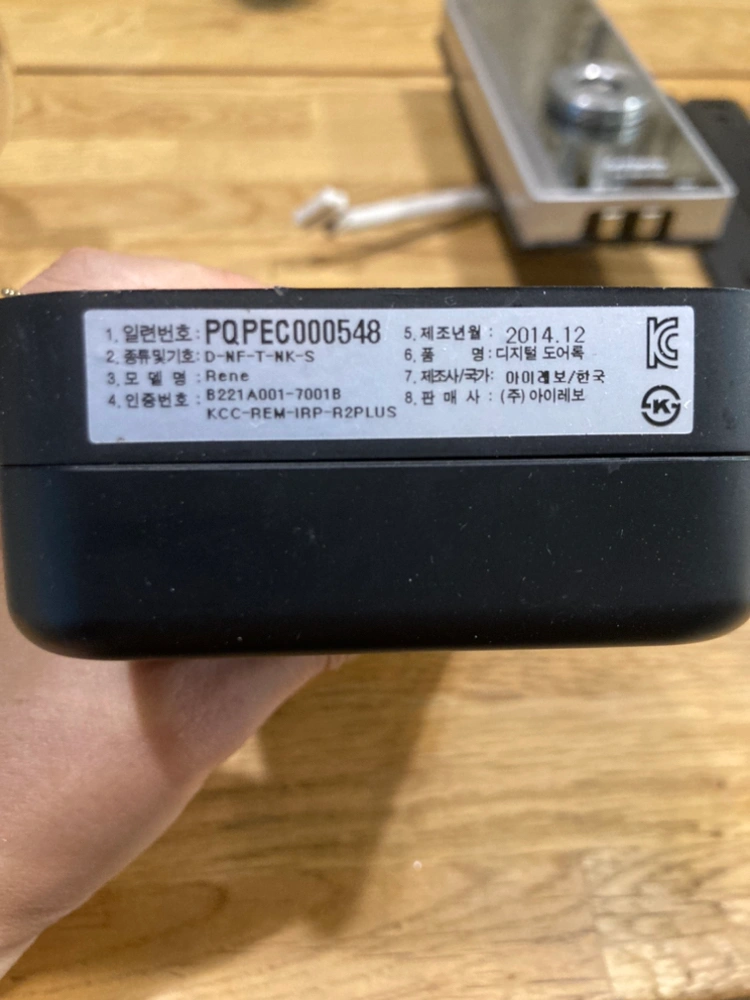 1. 일련번호 : PQPEC000548
2. 종류및기호: D-NF-T-NK-S
3. 모 델 명 : Rene
4. 인증번호 : B221A001-7001B
KCC-REM-IRP-R2PLUS
5. 제조년월 : 2014.12
6. 품 명 : 디지털 도어록
7. 제조사/국가: 아이레보/한국
8. 판 매 사 : (주)아이레보
KC
K